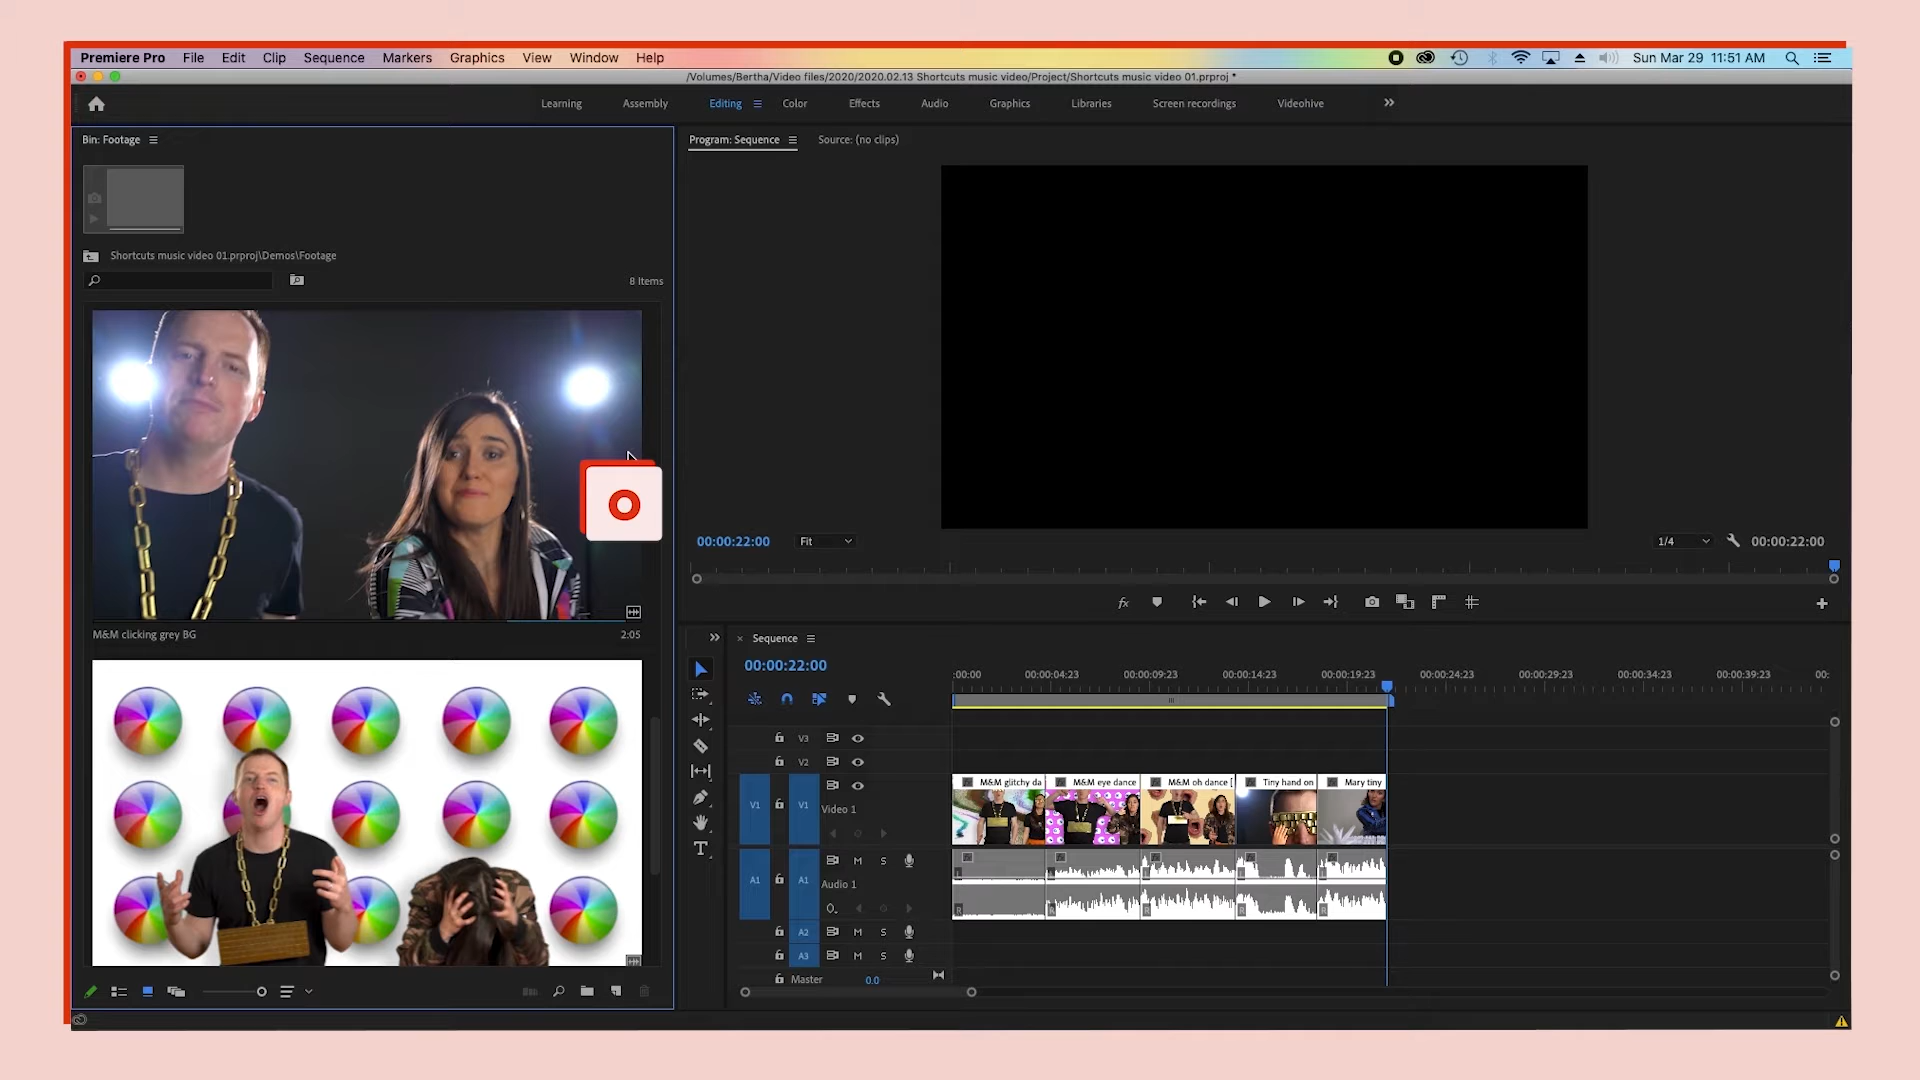 Premiere Pro File Edit Clip Sequence Markers Graphics View Window Help Sun Mar 29 11:51 AM
/Volumes/Bertha/Video files/2020/2020.02.13 Shortcuts music video/Project/Shortcuts music video 01.prproj *
Learning Assembly Editing Color Effects Audio Graphics Libraries Screen recordings Videohive
Bin: Footage
Program: Sequence Source: (no clips)
Shortcuts music video 01.prproj\Demos\Footage
8 Items
O
M&M clicking grey BG 2:05
00:00:22:00 Fit 1/4 00:00:22:00
fx
Sequence
00:00:22:00
:00:00 00:00:04:23 00:00:09:23 00:00:14:23 00:00:19:23 00:00:24:23 00:00:29:23 00:00:34:23 00:00:39:23 00:
V3
V2
M&M glitchy da M&M eye dance M&M oh dance [ Tiny hand on Mary tiny
V1 V1 Video 1
M S
A1 A1 Audio 1
L L L L L
R R R R R
A2 M S
A3 M S
Master 0.0